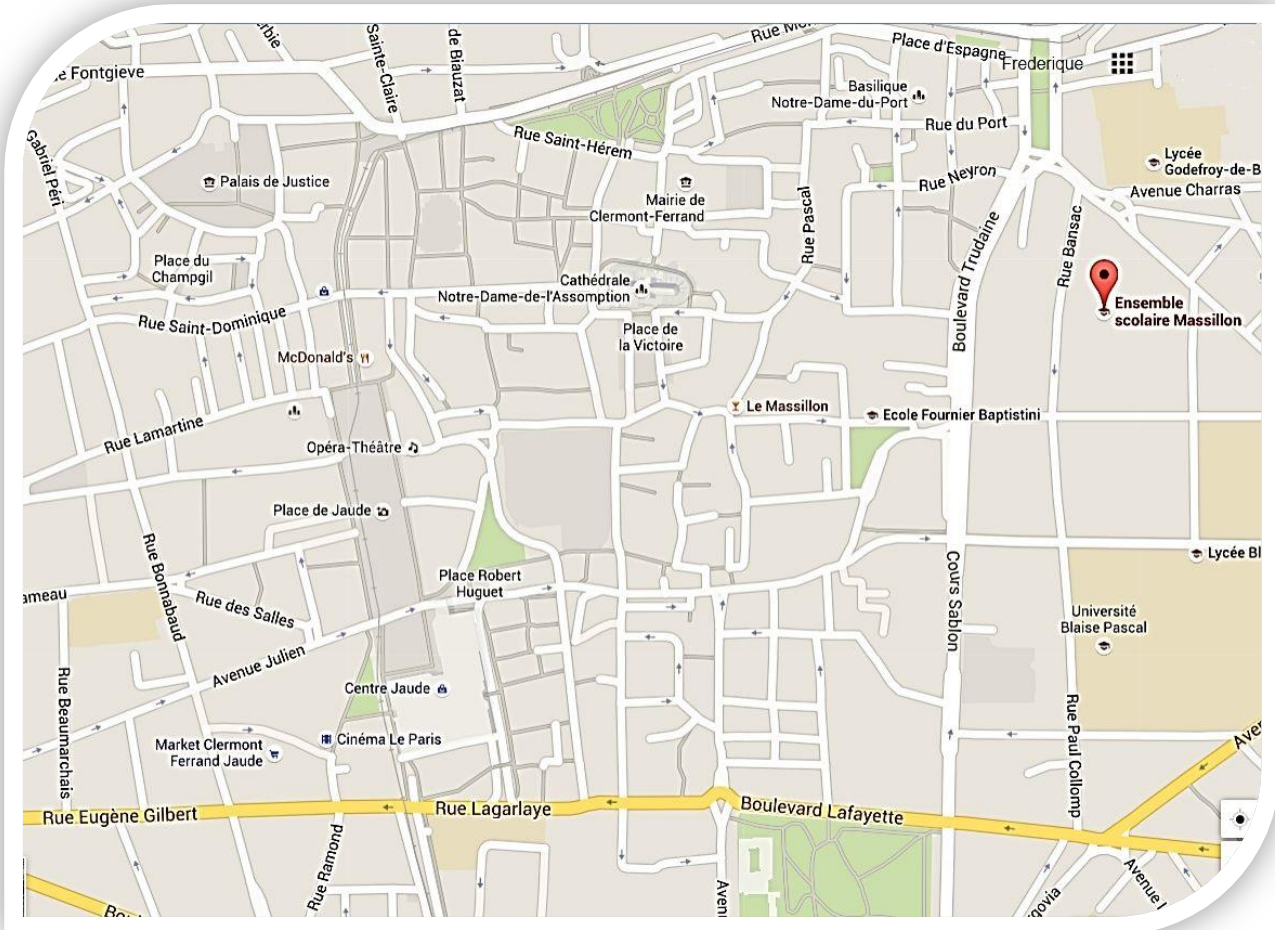 Rue Mo
Place d'Espagne
Frederique
Fontgieve
Sainte-Claire
de Biauzat
Basilique
Notre-Dame-du-Port
Rue du Port
Rue Saint-Hérem
Gabriel Péri
Palais de Justice
Mairie de
Clermont-Ferrand
Rue Pascal
Rue Neyron
Lycée
Godefroy-de-B
Avenue Charras
Place du
Champgil
Cathédrale
Notre-Dame-de-l'Assomption
Boulevard Trudaine
Rue Bansac
Ensemble
scolaire Massillon
Rue Saint-Dominique
Place de
la Victoire
McDonald's
Le Massillon
Ecole Fournier Baptistini
Rue Lamartine
Opéra-Théâtre
Place de Jaude
Rue Bonnabaud
Place Robert
Huguet
Cours Sablon
Lycée Bl
ameau
Rue des Salles
Université
Blaise Pascal
Avenue Julien
Centre Jaude
Rue Beaumarchais
Market Clermont
Ferrand Jaude
Cinéma Le Paris
Rue Paul Collomp
Aven
Rue Eugène Gilbert
Rue Lagarlaye
Boulevard Lafayette
Rue Ramond
Avenu
govia
Avenue
Bou